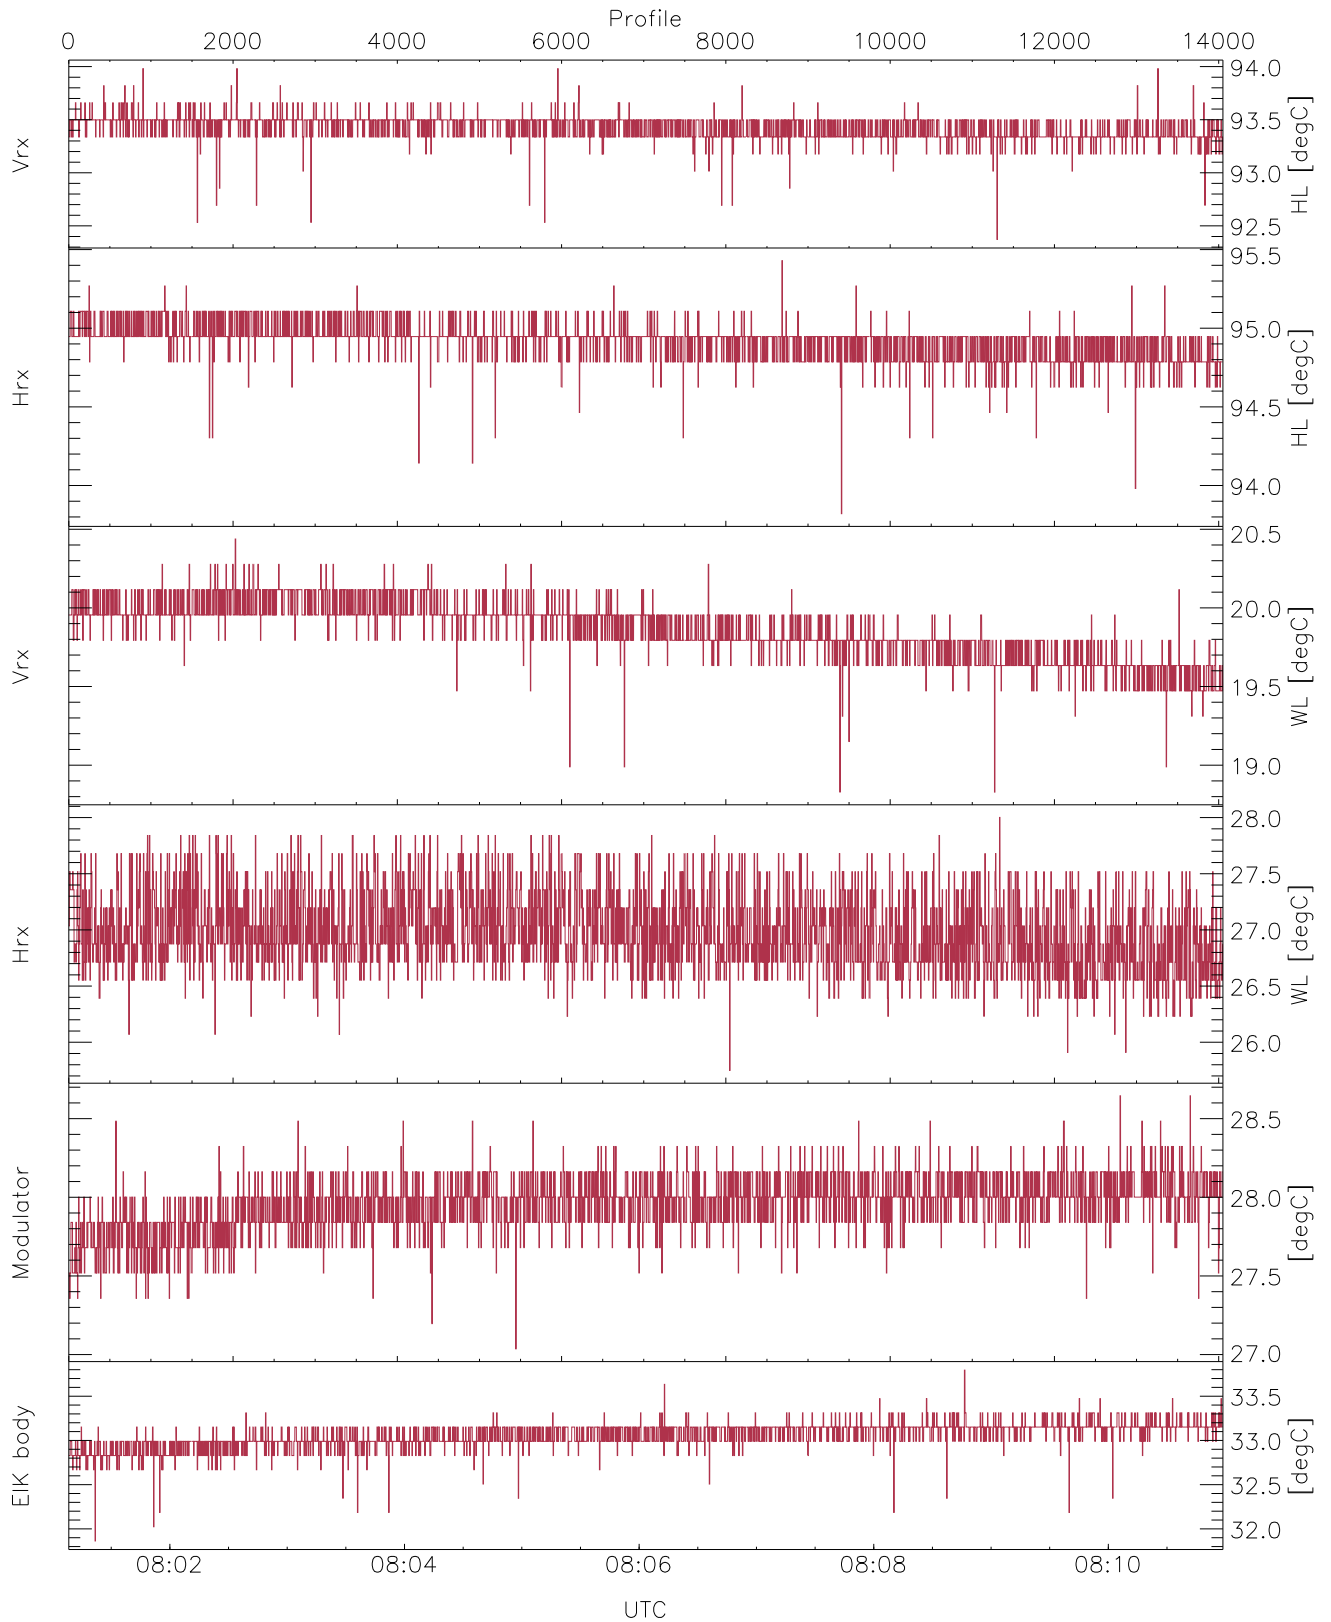 Profile
0 2000 4000 6000 8000 10000 12000 14000
Vrx
94.0
93.5
93.0
92.5
HL [degC]
Hrx
95.5
95.0
94.5
94.0
HL [degC]
Vrx
20.5
20.0
19.5
19.0
WL [degC]
Hrx
28.0
27.5
27.0
26.5
26.0
WL [degC]
Modulator
28.5
28.0
27.5
27.0
[degC]
EIK body
33.5
33.0
32.5
32.0
[degC]
08:02 08:04 08:06 08:08 08:10
UTC